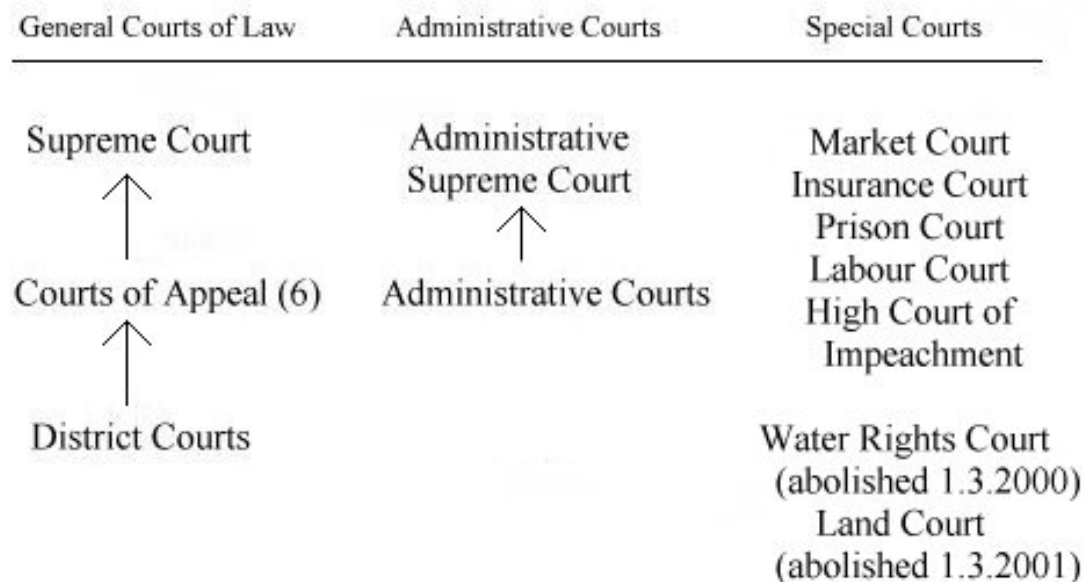 General Courts of Law
Administrative Courts
Special Courts
Supreme Court
Courts of Appeal (6)
District Courts
Administrative
Supreme Court
Administrative Courts
Market Court
Insurance Court
Prison Court
Labour Court
High Court of
Impeachment
Water Rights Court
(abolished 1.3.2000)
Land Court
(abolished 1.3.2001)